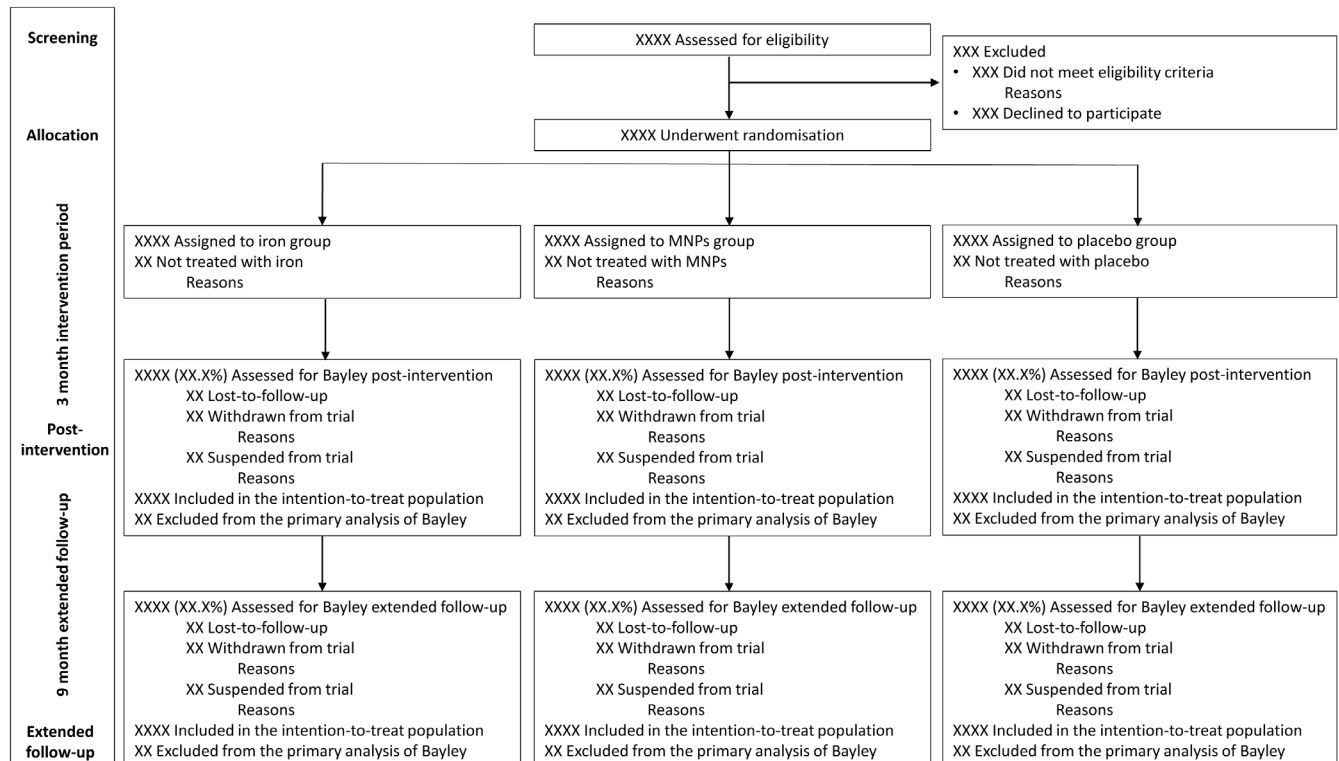 Screening
XXXX Assessed for eligibility
XXX Excluded
• XXX Did not meet eligibility criteria
Reasons
• XXX Declined to participate
Allocation
XXXX Underwent randomisation
3 month intervention period
XXXX Assigned to iron group
XX Not treated with iron
Reasons
XXXX Assigned to MNPs group
XX Not treated with MNPs
Reasons
XXXX Assigned to placebo group
XX Not treated with placebo
Reasons
Post-
intervention
XXXX (XX.X%) Assessed for Bayley post-intervention
XX Lost-to-follow-up
XX Withdrawn from trial
Reasons
XX Suspended from trial
Reasons
XXXX Included in the intention-to-treat population
XX Excluded from the primary analysis of Bayley
XXXX (XX.X%) Assessed for Bayley post-intervention
XX Lost-to-follow-up
XX Withdrawn from trial
Reasons
XX Suspended from trial
Reasons
XXXX Included in the intention-to-treat population
XX Excluded from the primary analysis of Bayley
XXXX (XX.X%) Assessed for Bayley post-intervention
XX Lost-to-follow-up
XX Withdrawn from trial
Reasons
XX Suspended from trial
Reasons
XXXX Included in the intention-to-treat population
XX Excluded from the primary analysis of Bayley
9 month extended follow-up
Extended
follow-up
XXXX (XX.X%) Assessed for Bayley extended follow-up
XX Lost-to-follow-up
XX Withdrawn from trial
Reasons
XX Suspended from trial
Reasons
XXXX Included in the intention-to-treat population
XX Excluded from the primary analysis of Bayley
XXXX (XX.X%) Assessed for Bayley extended follow-up
XX Lost-to-follow-up
XX Withdrawn from trial
Reasons
XX Suspended from trial
Reasons
XXXX Included in the intention-to-treat population
XX Excluded from the primary analysis of Bayley
XXXX (XX.X%) Assessed for Bayley extended follow-up
XX Lost-to-follow-up
XX Withdrawn from trial
Reasons
XX Suspended from trial
Reasons
XXXX Included in the intention-to-treat population
XX Excluded from the primary analysis of Bayley